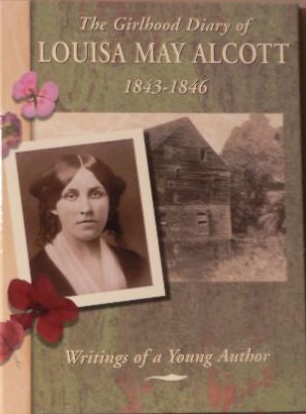 The Girlhood Diary of
LOUISA MAY ALCOTT
1843-1846
Writings of a Young Author